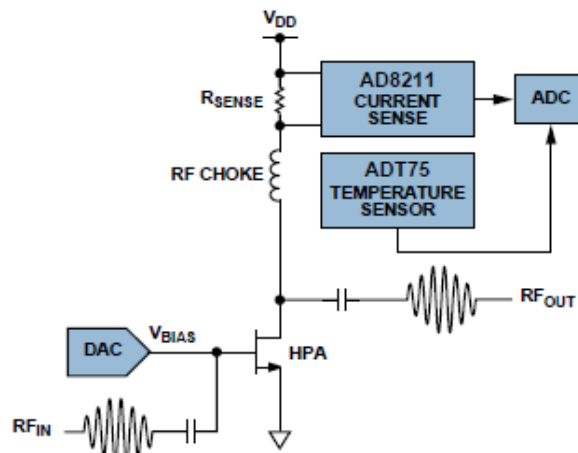 VDD
RSENSE
AD8211
CURRENT
SENSE
ADC
RF CHOKE
ADT75
TEMPERATURE
SENSOR
RFOUT
DAC
VBIAS
HPA
RFIN